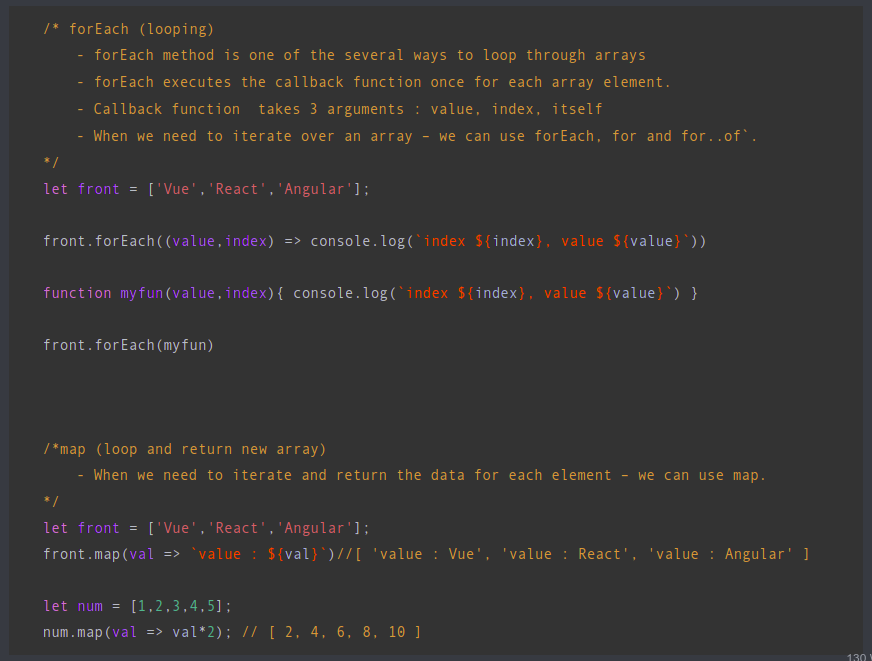 /* forEach (looping)
- forEach method is one of the several ways to loop through arrays
- forEach executes the callback function once for each array element.
- Callback function  takes 3 arguments : value, index, itself
- When we need to iterate over an array – we can use forEach, for and for..of`.
*/
let front = ['Vue','React','Angular'];
front.forEach((value,index) => console.log(`index ${index}, value ${value}`))
function myfun(value,index){ console.log(`index ${index}, value ${value}`) }
front.forEach(myfun)
/*map (loop and return new array)
- When we need to iterate and return the data for each element – we can use map.
*/
let front = ['Vue','React','Angular'];
front.map(val => `value : ${val}`)//[ 'value : Vue', 'value : React', 'value : Angular' ]
let num = [1,2,3,4,5];
num.map(val => val*2); // [ 2, 4, 6, 8, 10 ]
130